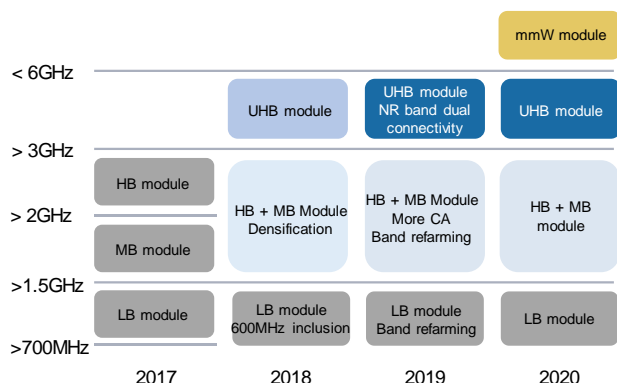 mmW module
< 6GHz
UHB module
UHB module
NR band dual
connectivity
UHB module
> 3GHz
HB module
> 2GHz
MB module
HB + MB Module
Densification
HB + MB Module
More CA
Band refarming
HB + MB
module
>1.5GHz
LB module
LB module
600MHz inclusion
LB module
Band refarming
LB module
>700MHz
2017
2018
2019
2020